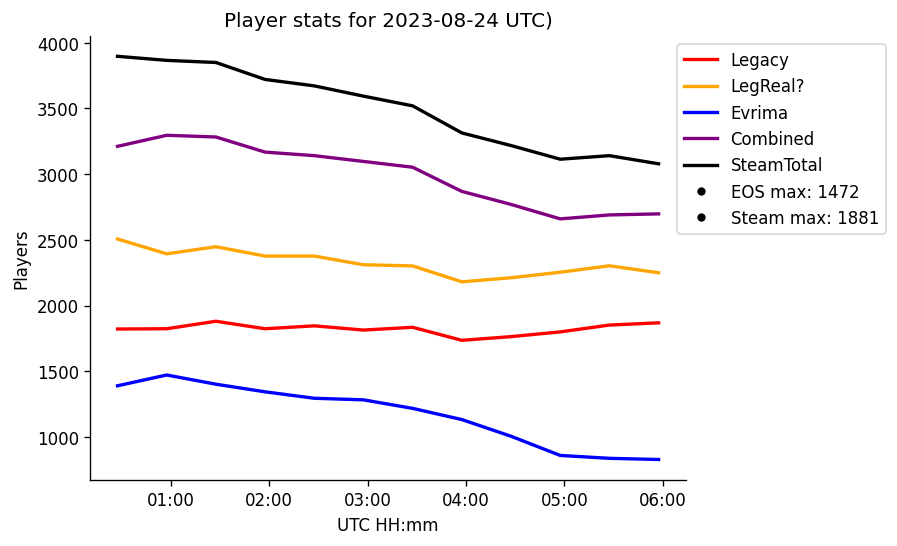 Player stats for 2023-08-24 UTC)
4000
3500
3000
2500
2000
1500
1000
Players
01:00 02:00 03:00 04:00 05:00 06:00
UTC HH:mm
Legacy
LegReal?
Evrima
Combined
SteamTotal
EOS max: 1472
Steam max: 1881